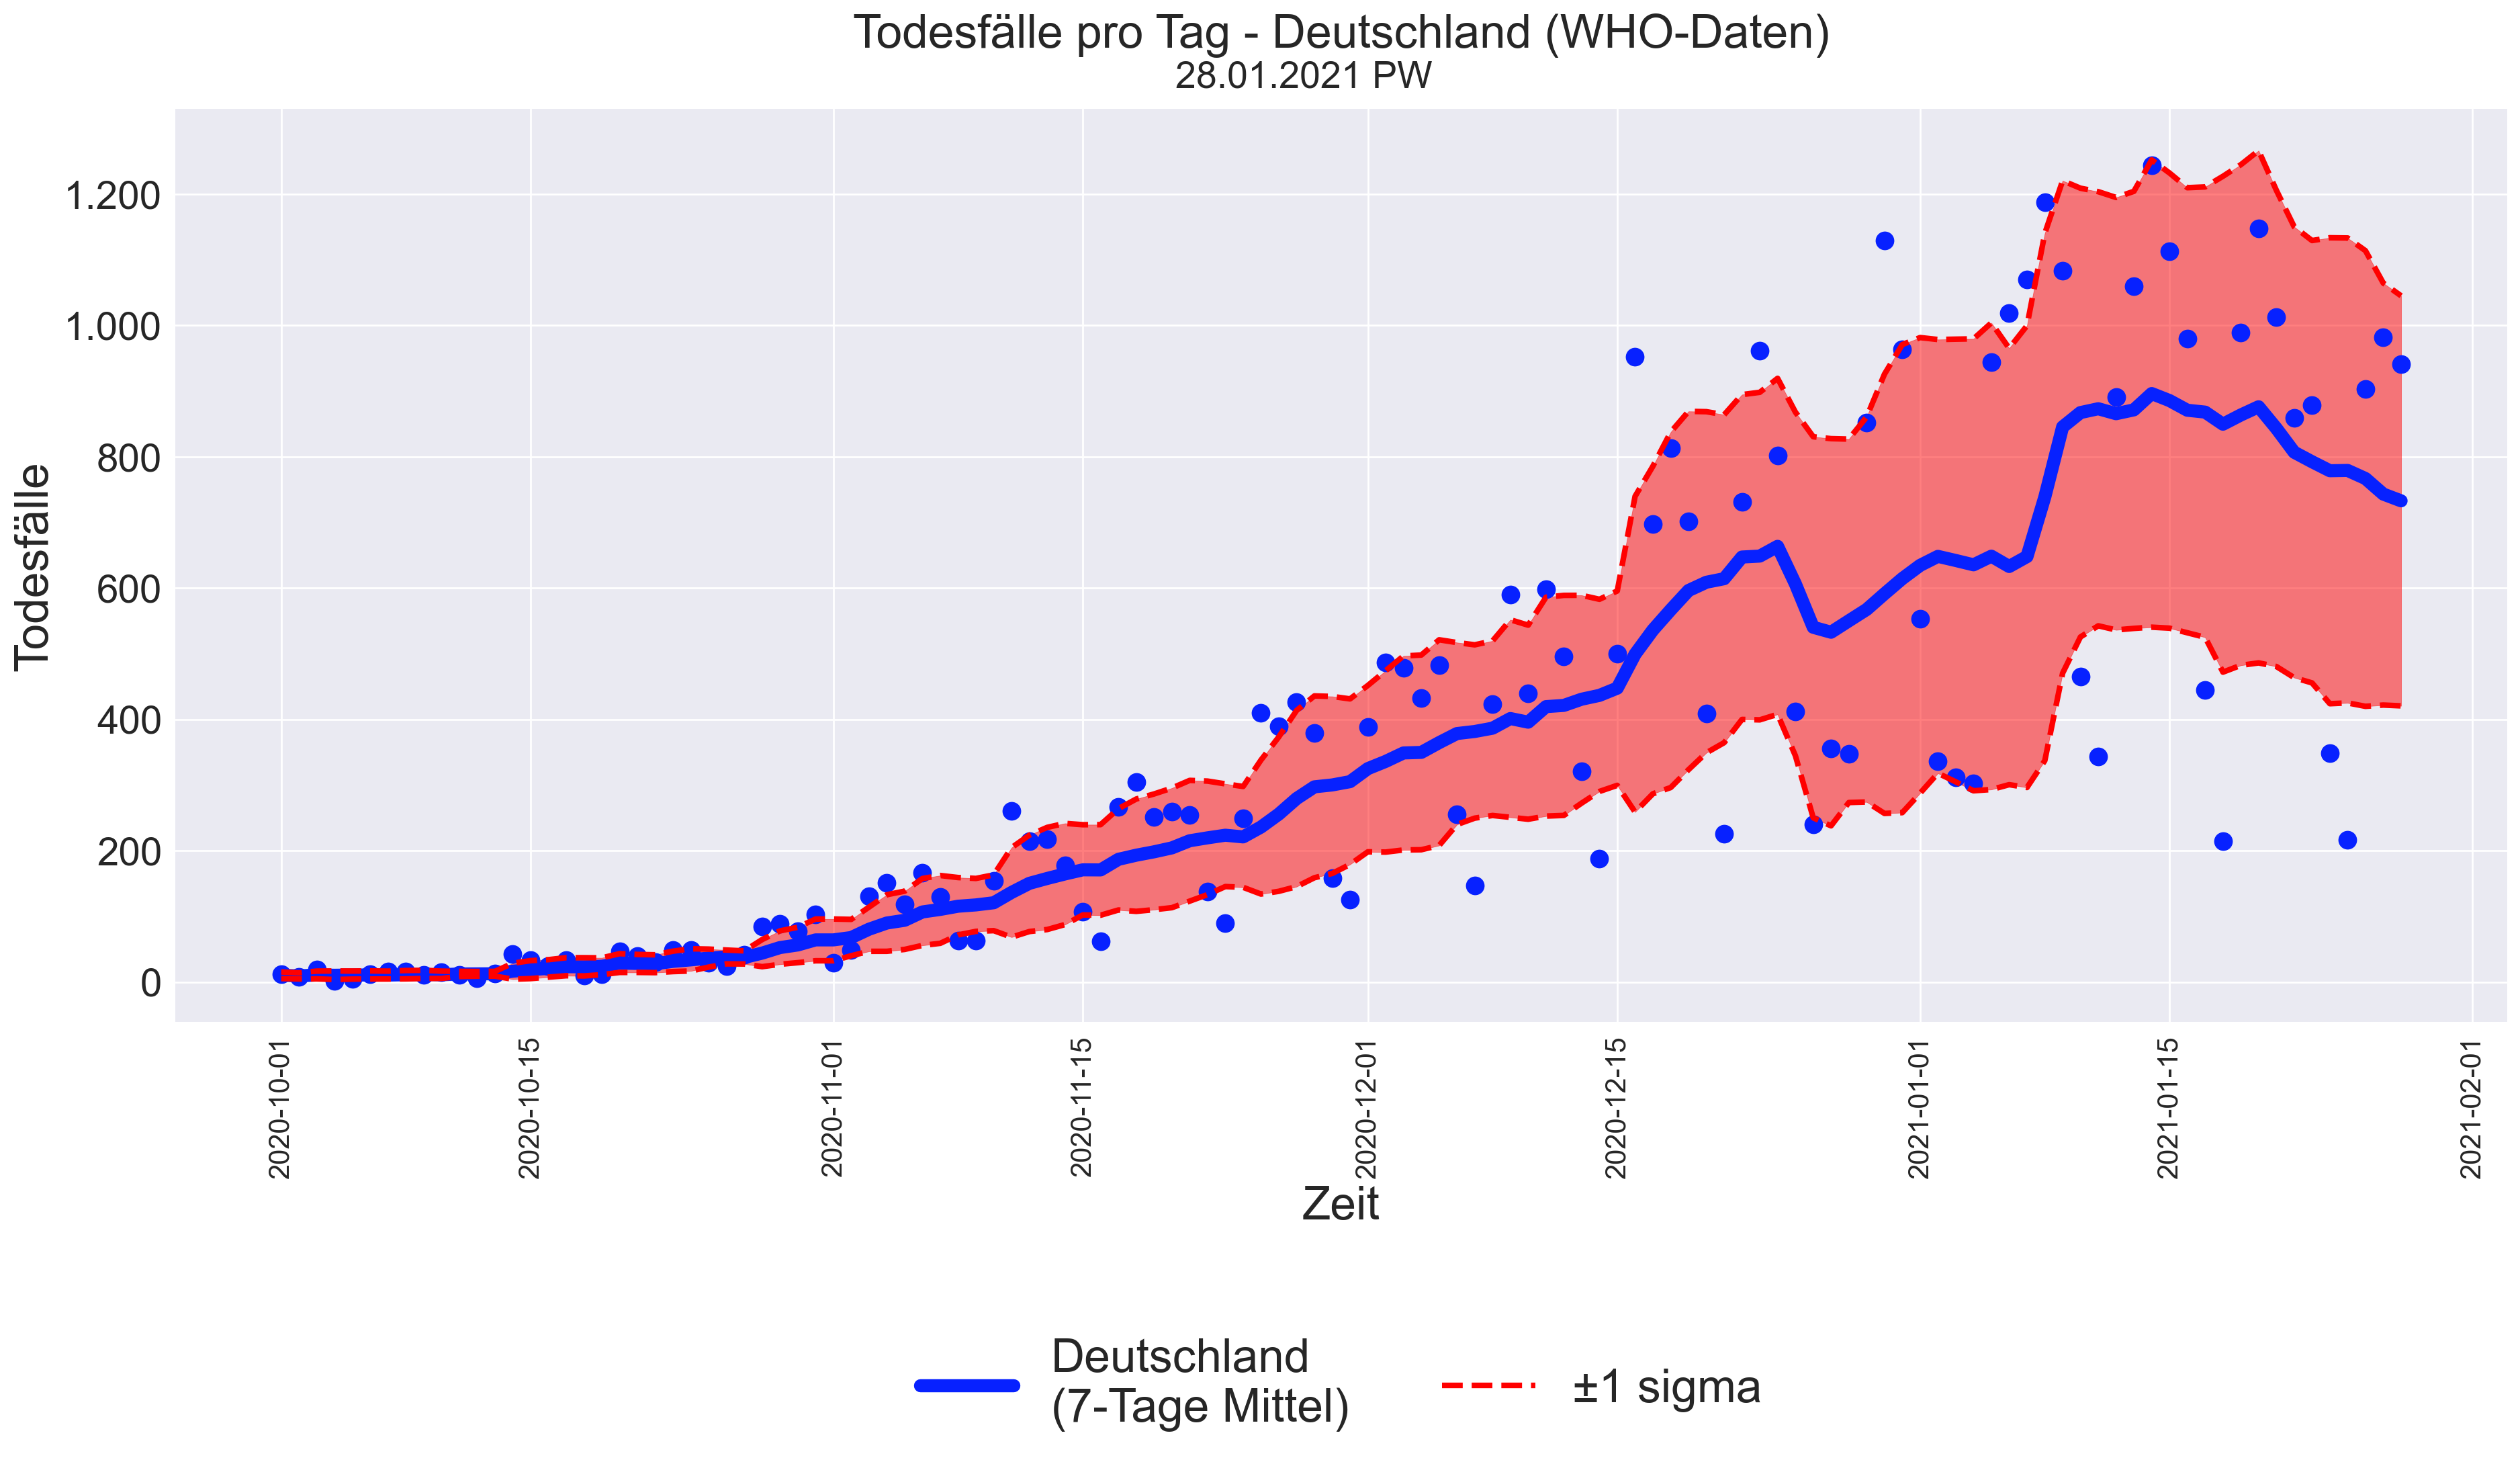 Todesfälle pro Tag - Deutschland (WHO-Daten)
28.01.2021 PW
Todesfälle
1.200
1.000
800
600
400
200
0
2020-10-01
2020-10-15
2020-11-01
2020-11-15
2020-12-01
2020-12-15
2021-01-01
2021-01-15
2021-02-01
Zeit
Deutschland
(7-Tage Mittel)
±1 sigma